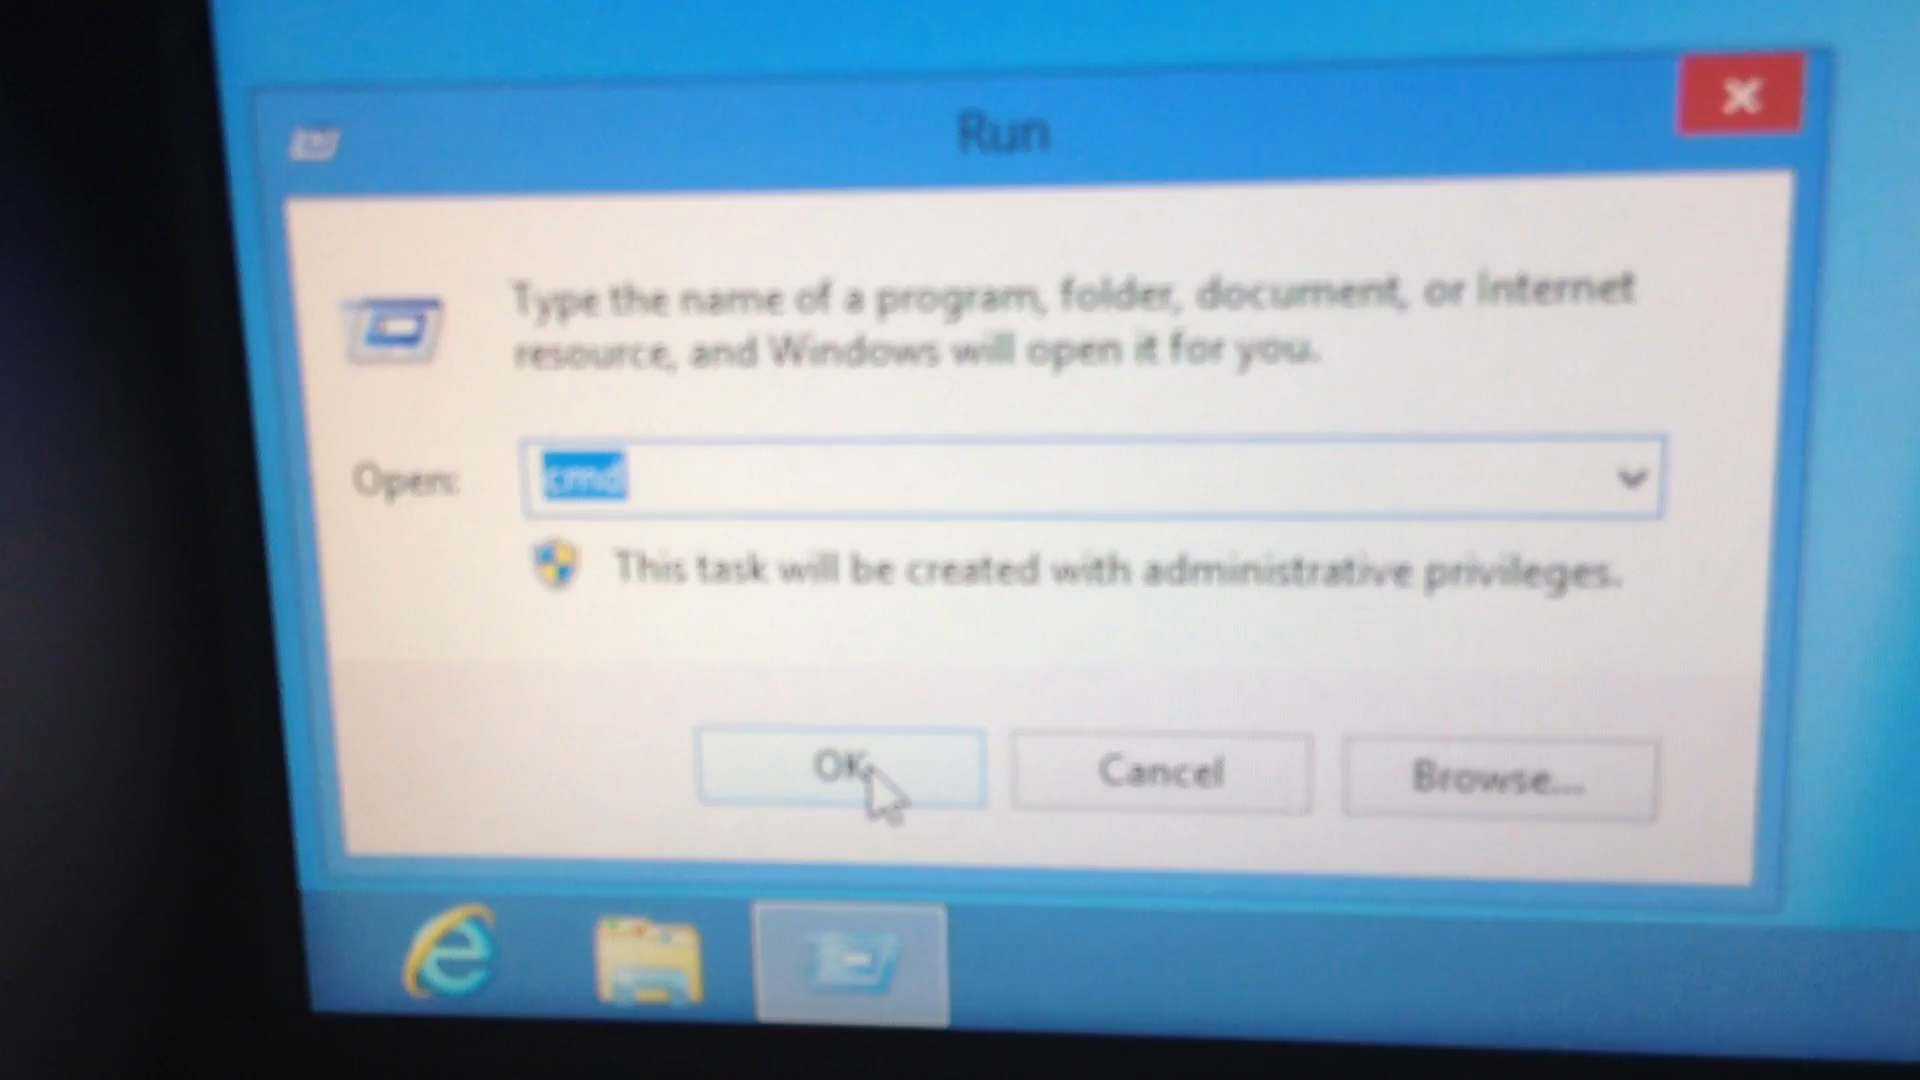 Run
Type the name of a program, folder, document, or Internet
resource, and Windows will open it for you.
Open: cmd
This task will be created with administrative privileges.
OK Cancel Browse...